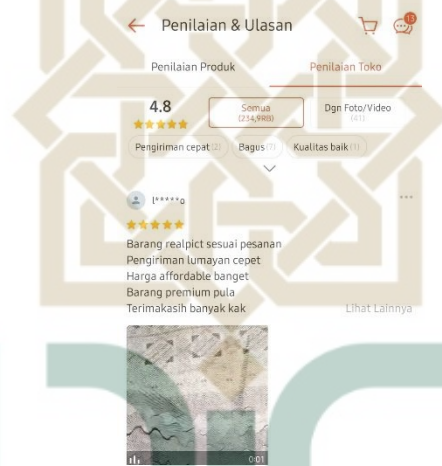 Penilaian & Ulasan
13
Penilaian Produk
Penilaian Toko
4.8
Semua
(234,9RB)
Dgn Foto/Video
(41)
Pengiriman cepat (2)
Bagus (7)
Kualitas baik (1)
l*****o
Barang realpict sesuai pesanan
Pengiriman lumayan cepet
Harga affordable banget
Barang premium pula
Terimakasih banyak kak
Lihat Lainnya
0:01